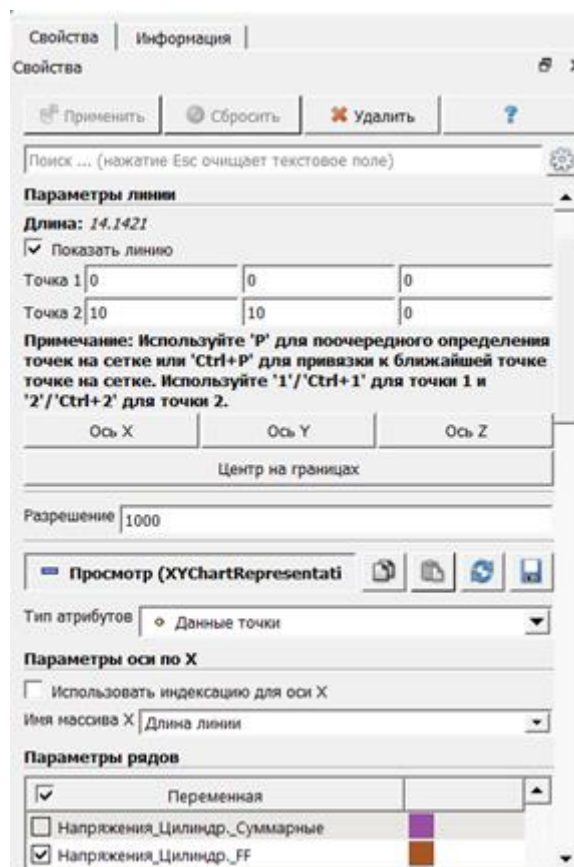 Свойства Информация
Свойства
Применить Сбросить Удалить ?
Поиск ... (нажатие Esc очищает текстовое поле)
Параметры линии
Длина: 14.1421
Показать линию
Точка 1 0 0 0
Точка 2 10 10 0
Примечание: Используйте 'P' для поочередного определения
точек на сетке или 'Ctrl+P' для привязки к ближайшей точке
точке на сетке. Используйте '1'/'Ctrl+1' для точки 1 и
'2'/'Ctrl+2' для точки 2.
Ось X Ось Y Ось Z
Центр на границах
Разрешение 1000
Просмотр (XYChartRepresentati
Тип атрибутов Данные точки
Параметры оси по X
Использовать индексацию для оси X
Имя массива X Длина линии
Параметры рядов
Переменная
Напряжения_Цилиндр._Суммарные
Напряжения_Цилиндр._FF